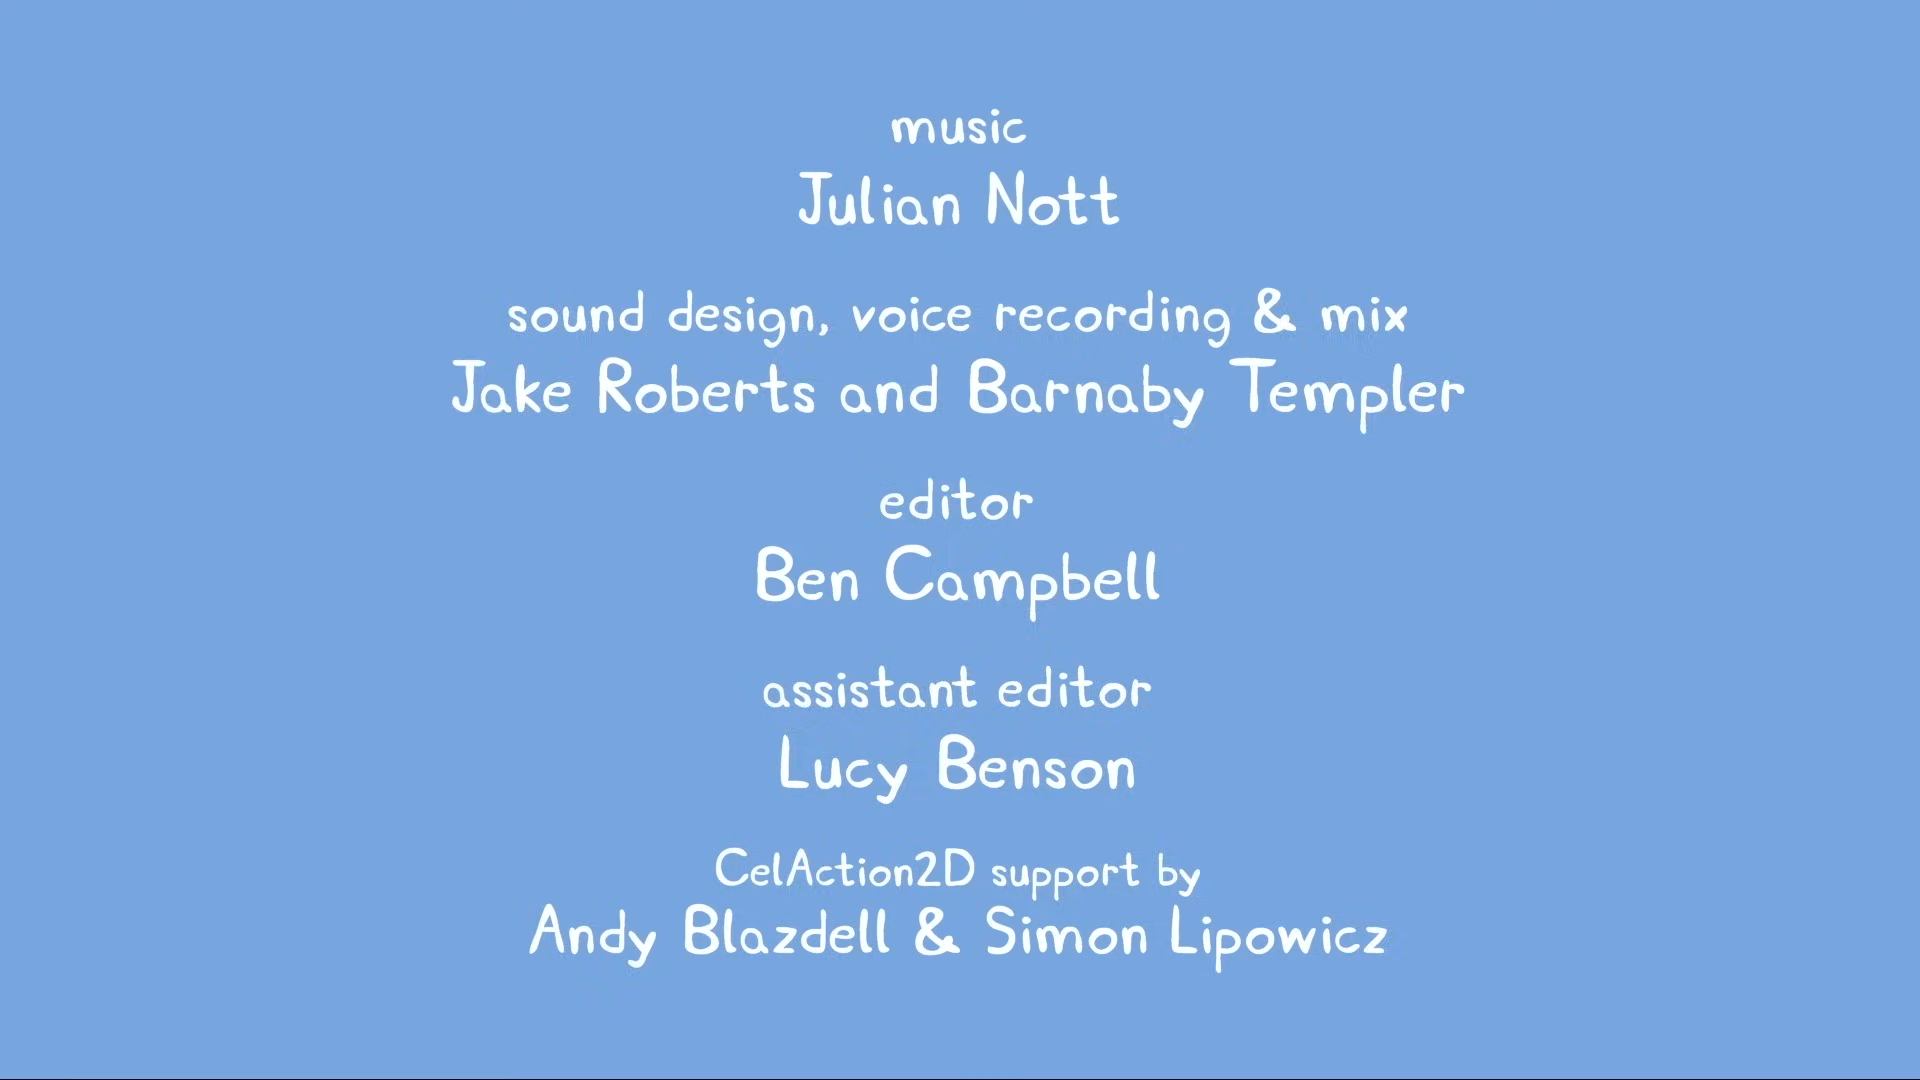 music
Julian Nott
sound design, voice recording & mix
Jake Roberts and Barnaby Templer
editor
Ben Campbell
assistant editor
Lucy Benson
CelAction2D support by
Andy Blazdell & Simon Lipowicz